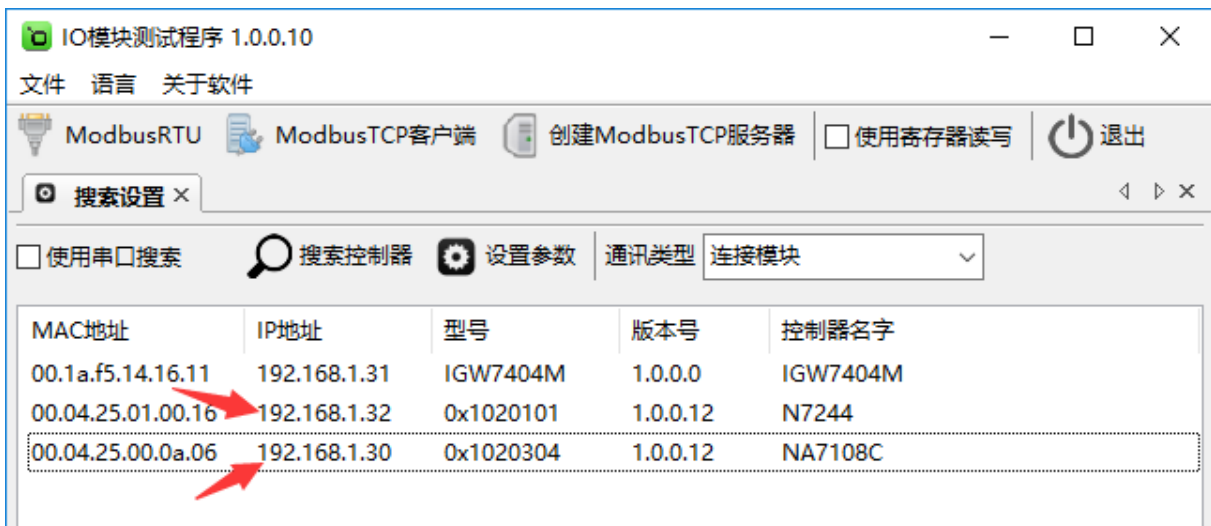 IO模块测试程序 1.0.0.10
文件 语言 关于软件
ModbusRTU ModbusTCP客户端 创建ModbusTCP服务器 使用寄存器读写 退出
搜索设置
使用串口搜索 搜索控制器 设置参数 通讯类型 连接模块
MAC地址 IP地址 型号 版本号 控制器名字
00.1a.f5.14.16.11 192.168.1.31 IGW7404M 1.0.0.0 IGW7404M
00.04.25.01.00.16 192.168.1.32 0x1020101 1.0.0.12 N7244
00.04.25.00.0a.06 192.168.1.30 0x1020304 1.0.0.12 NA7108C